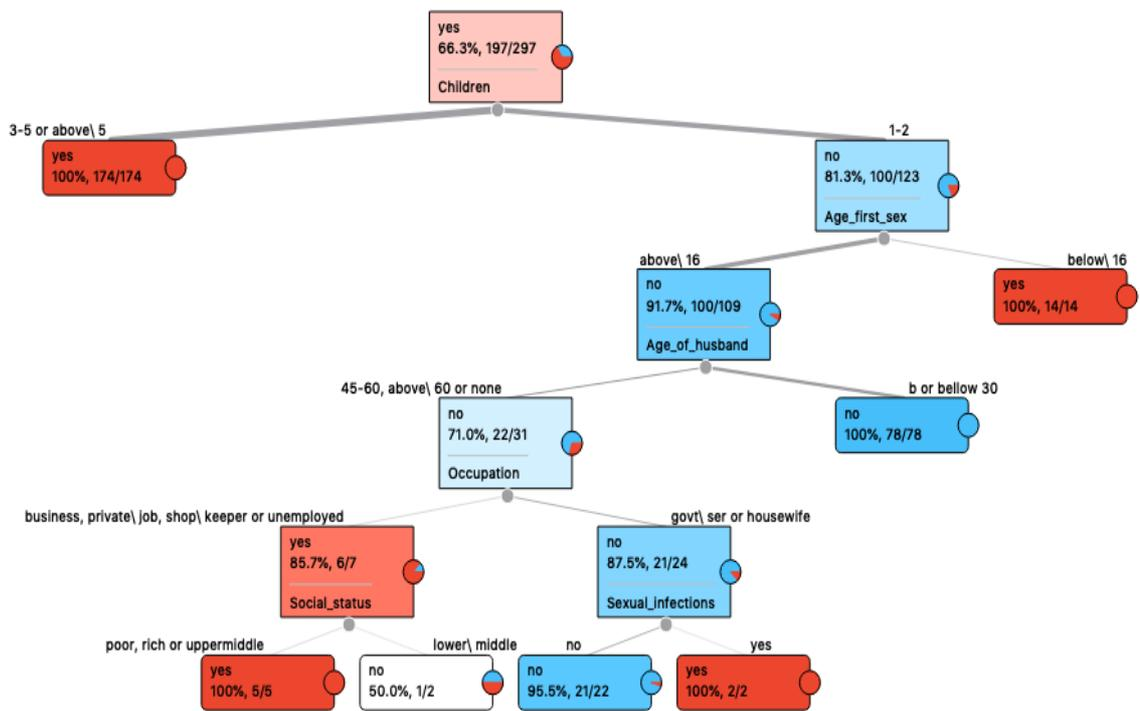 yes
66.3%, 197/297
Children
3-5 or above\ 5
1-2
yes
100%, 174/174
no
81.3%, 100/123
Age_first_sex
above\ 16
below\ 16
no
91.7%, 100/109
Age_of_husband
yes
100%, 14/14
45-60, above\ 60 or none
b or bellow 30
no
71.0%, 22/31
Occupation
no
100%, 78/78
business, private\ job, shop\ keeper or unemployed
govt\ ser or housewife
yes
85.7%, 6/7
Social_status
no
87.5%, 21/24
Sexual_infections
poor, rich or uppermiddle
lower\ middle
no
yes
yes
100%, 5/5
no
50.0%, 1/2
no
95.5%, 21/22
yes
100%, 2/2